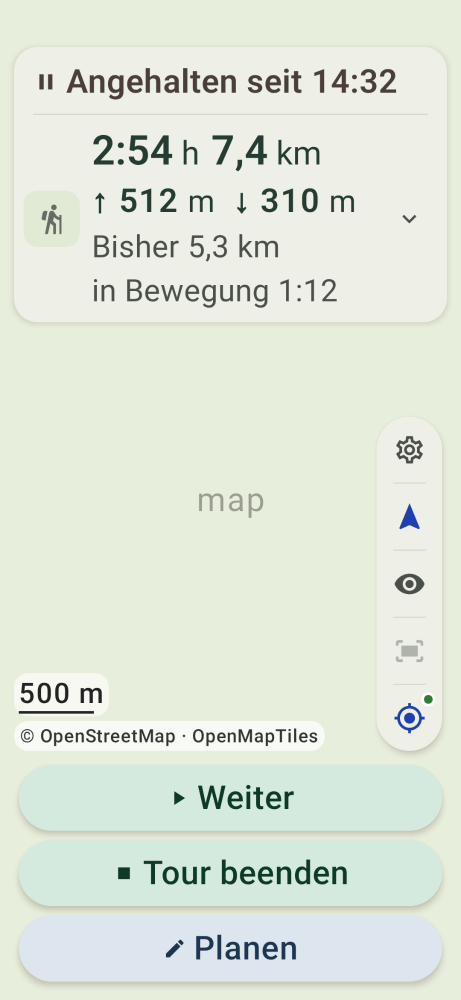 Angehalten seit 14:32
2:54 h 7,4 km
↑ 512 m ↓ 310 m
Bisher 5,3 km
in Bewegung 1:12
map
500 m
© OpenStreetMap · OpenMapTiles
Weiter
Tour beenden
Planen